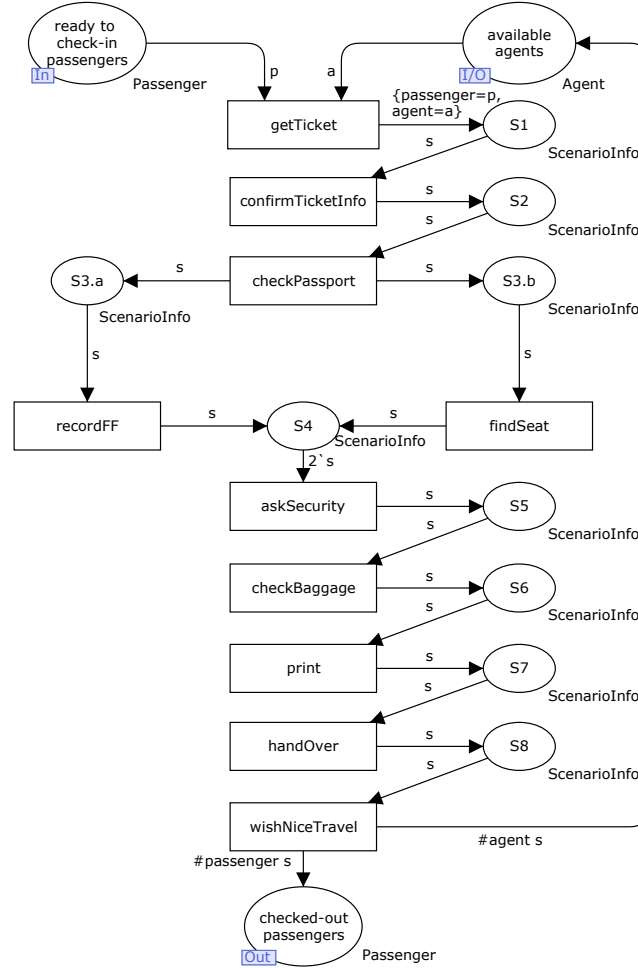 ready to
check-in
passengers
In
Passenger
p
available
agents
I/O
Agent
a
getTicket
{passenger=p,
agent=a}
S1
ScenarioInfo
s
confirmTicketInfo
s
S2
ScenarioInfo
s
S3.a
ScenarioInfo
s
checkPassport
s
S3.b
ScenarioInfo
s
s
recordFF
s
S4
ScenarioInfo
s
findSeat
2`s
askSecurity
s
S5
ScenarioInfo
s
checkBaggage
s
S6
ScenarioInfo
s
print
s
S7
ScenarioInfo
s
handOver
s
S8
ScenarioInfo
s
wishNiceTravel
#agent s
#passenger s
checked-out
passengers
Out
Passenger